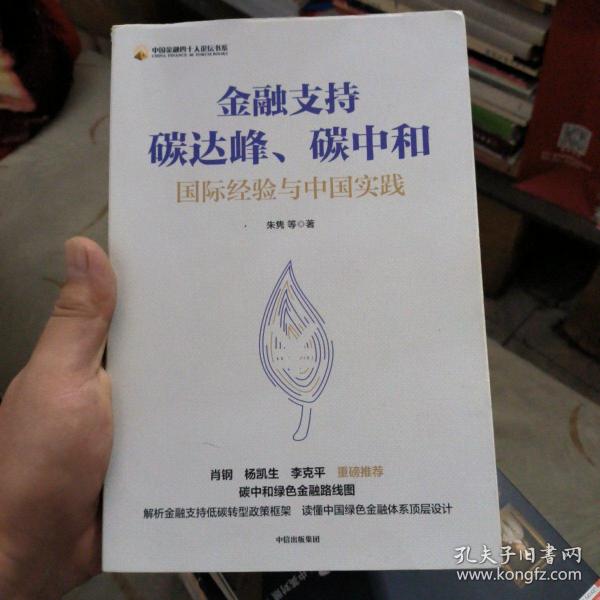 中国金融四十人论坛书系
CHINA FINANCE 40 FORUM BOOKS
金融支持
碳达峰、碳中和
国际经验与中国实践
朱隽 等◎著
肖钢 杨凯生 李克平 重磅推荐
碳中和绿色金融路线图
解析金融支持低碳转型政策框架 读懂中国绿色金融体系顶层设计
中信出版集团
孔夫子旧书网
www.kongfz.com